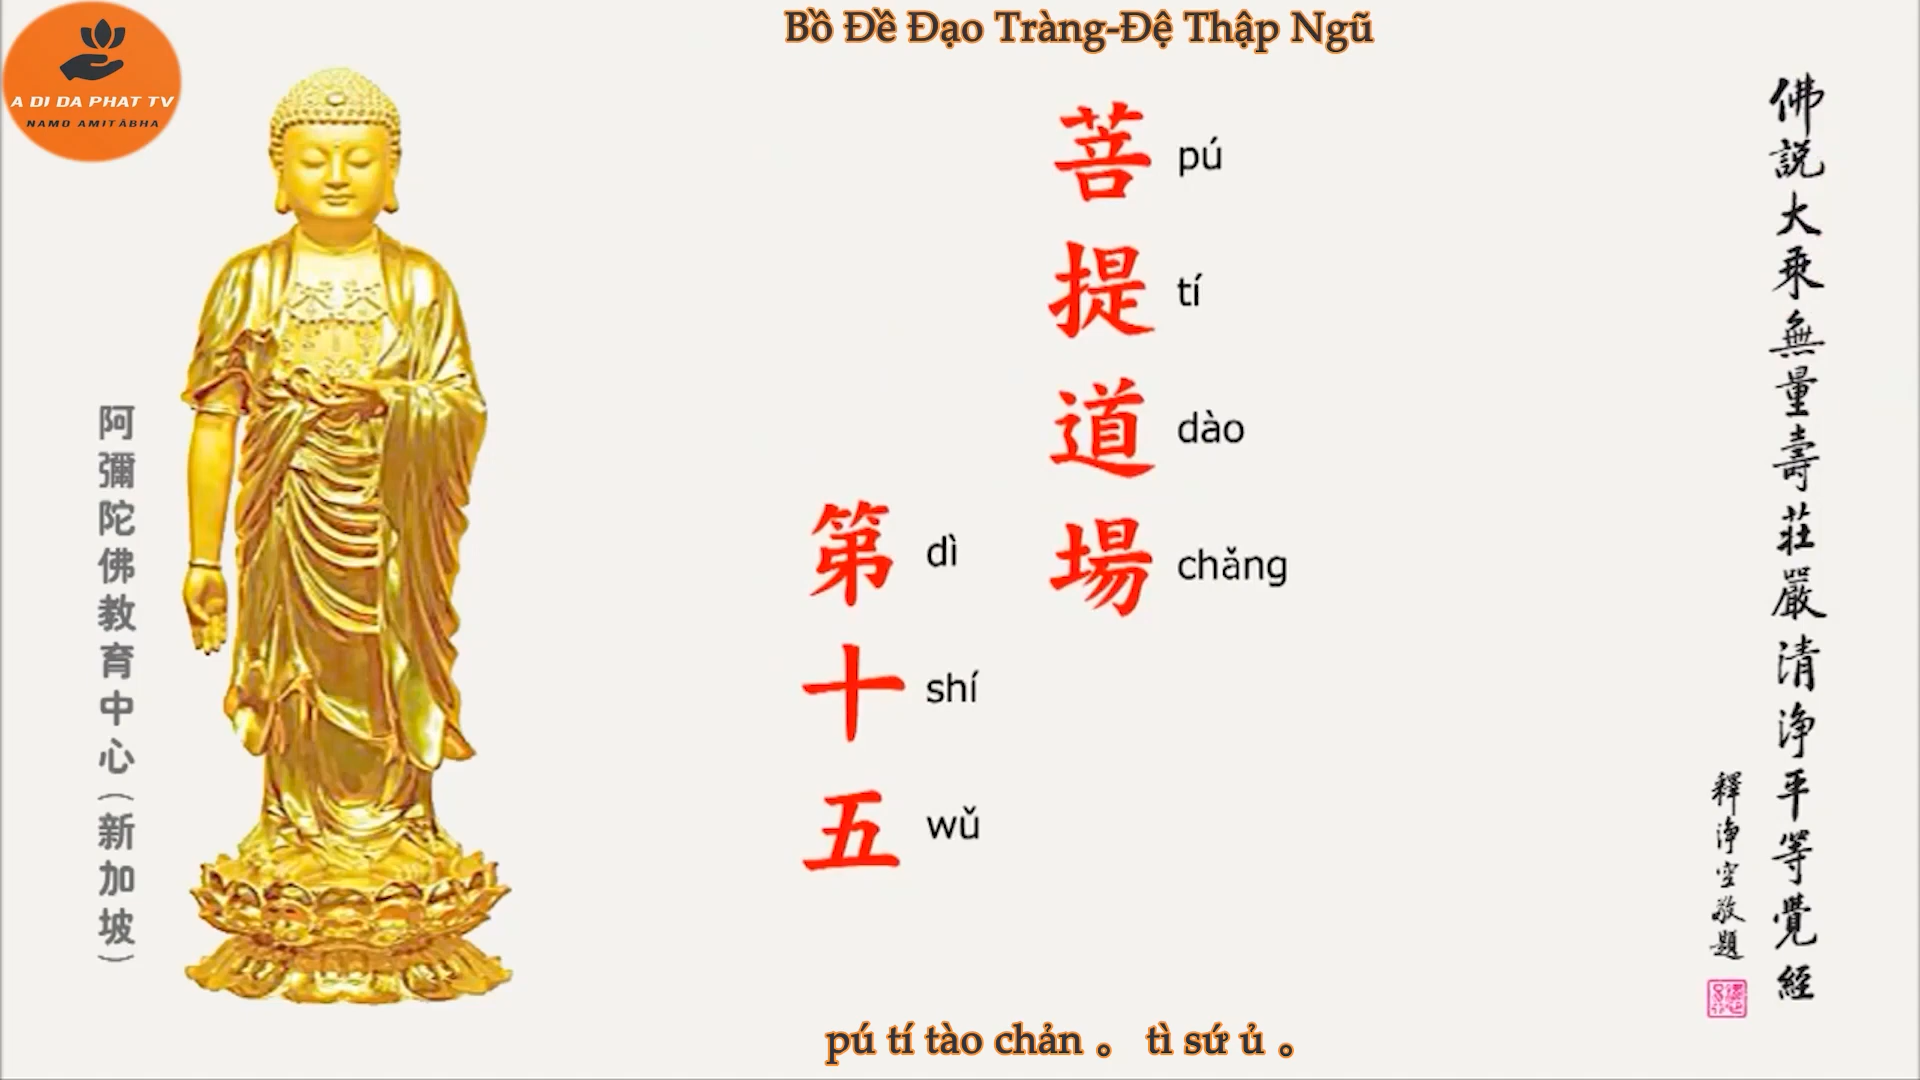 A DI DA PHAT TV
NAMO AMITĀBHA
Bồ Đề Đạo Tràng-Đệ Thập Ngũ
佛說大乘無量壽莊嚴清淨平等覺經
釋淨空敬題
菩 pú
提 tí
道 dào
場 chǎng
第 dì
十 shí
五 wǔ
阿彌陀佛教育中心(新加坡)
pú tí tào chản 。 tì sứ ủ 。